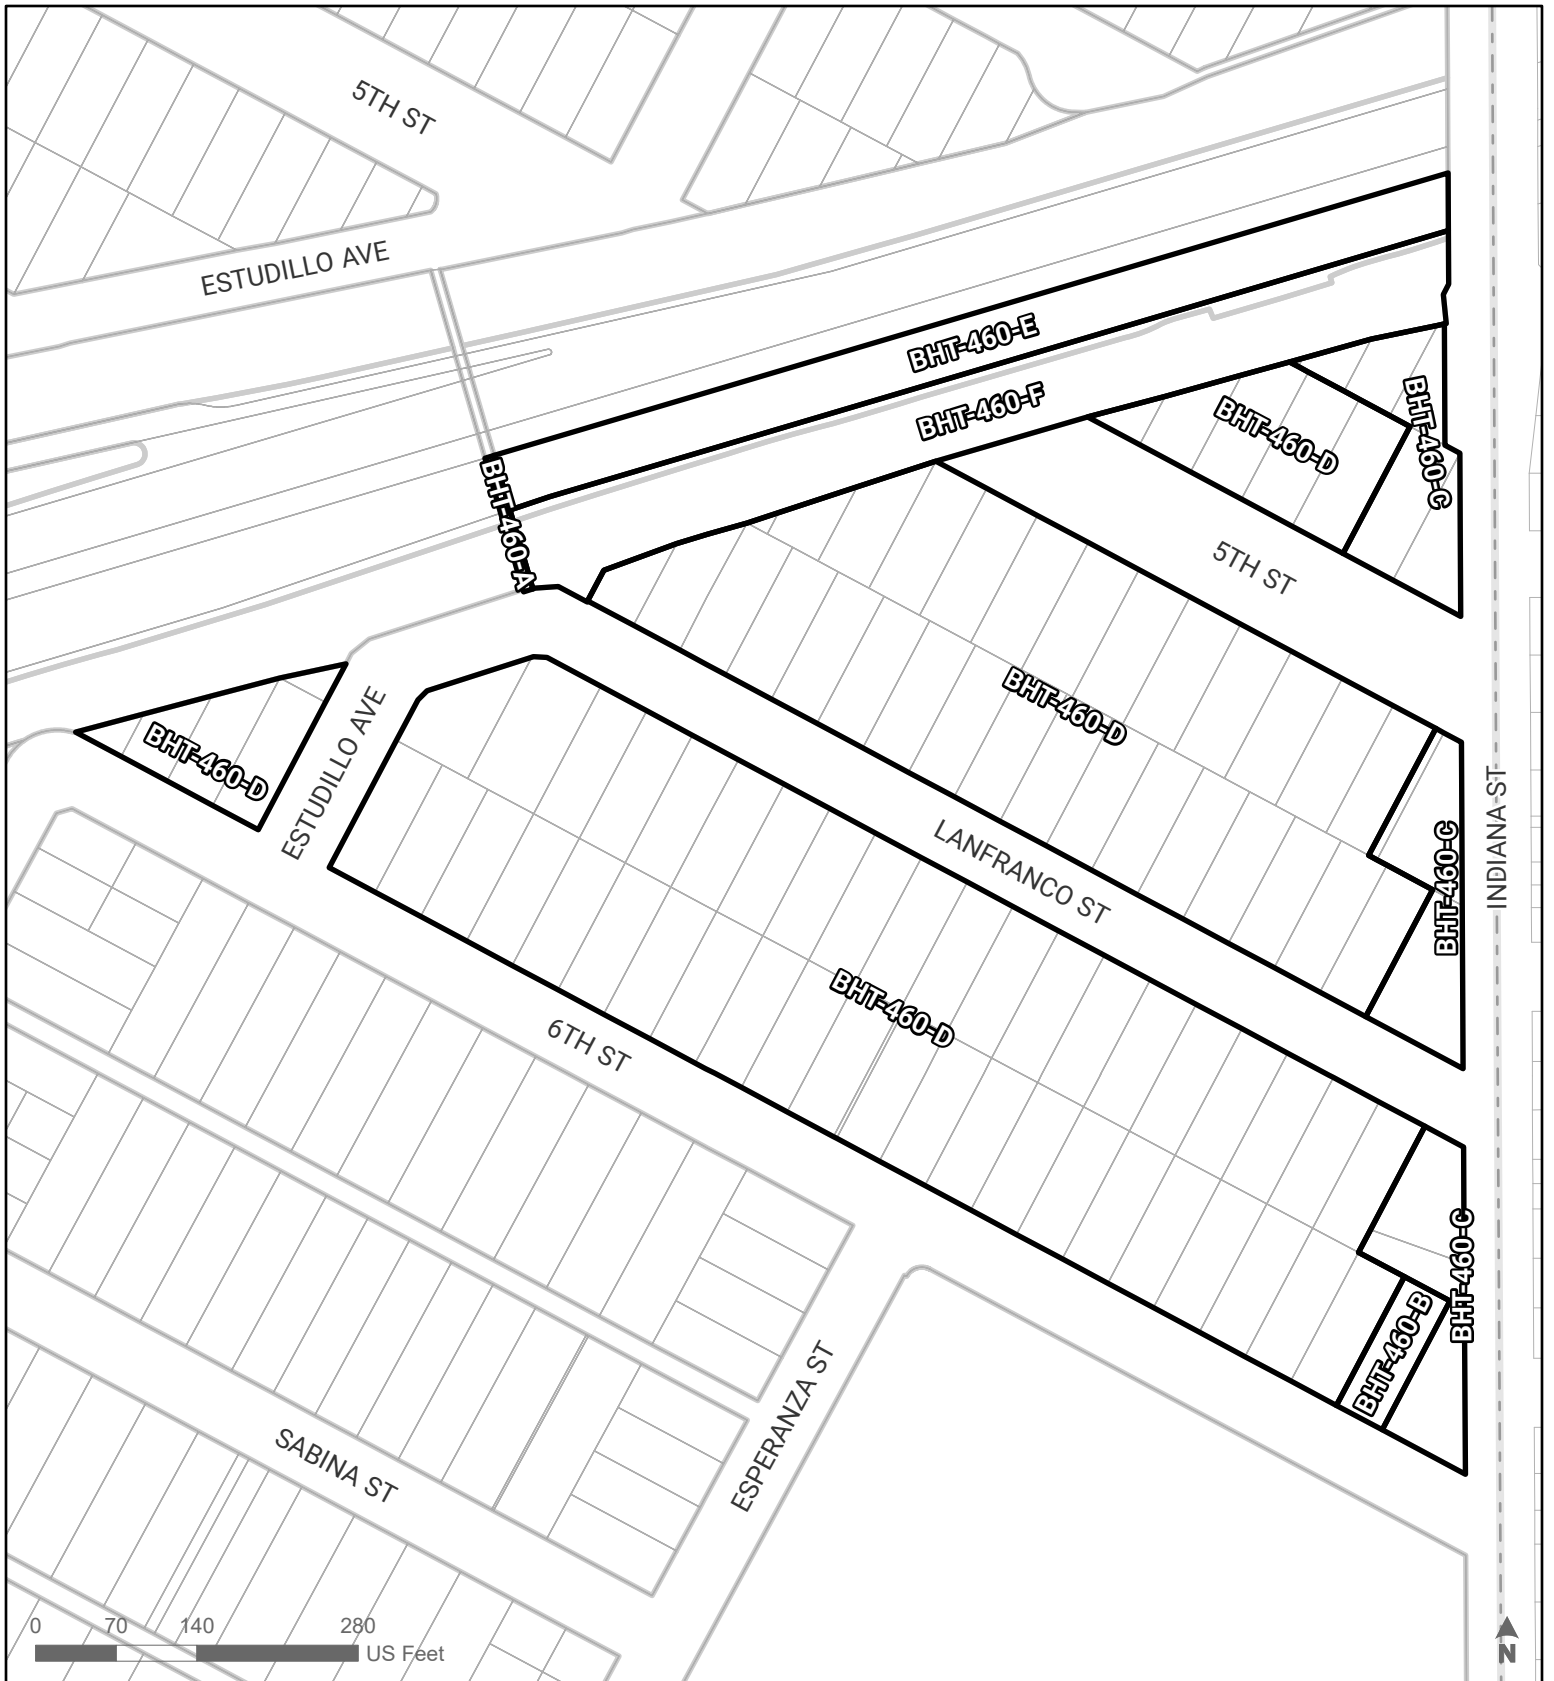 5TH ST
ESTUDILLO AVE
BHT-460-E
BHT-460-F
BHT-460-D
BHT-460-C
BHT-460-A
5TH ST
BHT-460-D
BHT-460-D
ESTUDILLO AVE
LANFRANCO ST
BHT-460-C
INDIANA ST
BHT-460-D
6TH ST
BHT-460-C
BHT-460-B
ESPERANZA ST
SABINA ST
0 70 140 280
US Feet
N